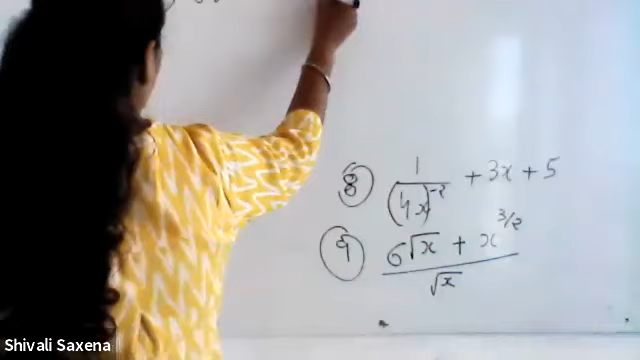 ⑧ 1/(4x)^-2 + 3x + 5
⑨ (6√x + x^3/2)/√x
Shivali Saxena